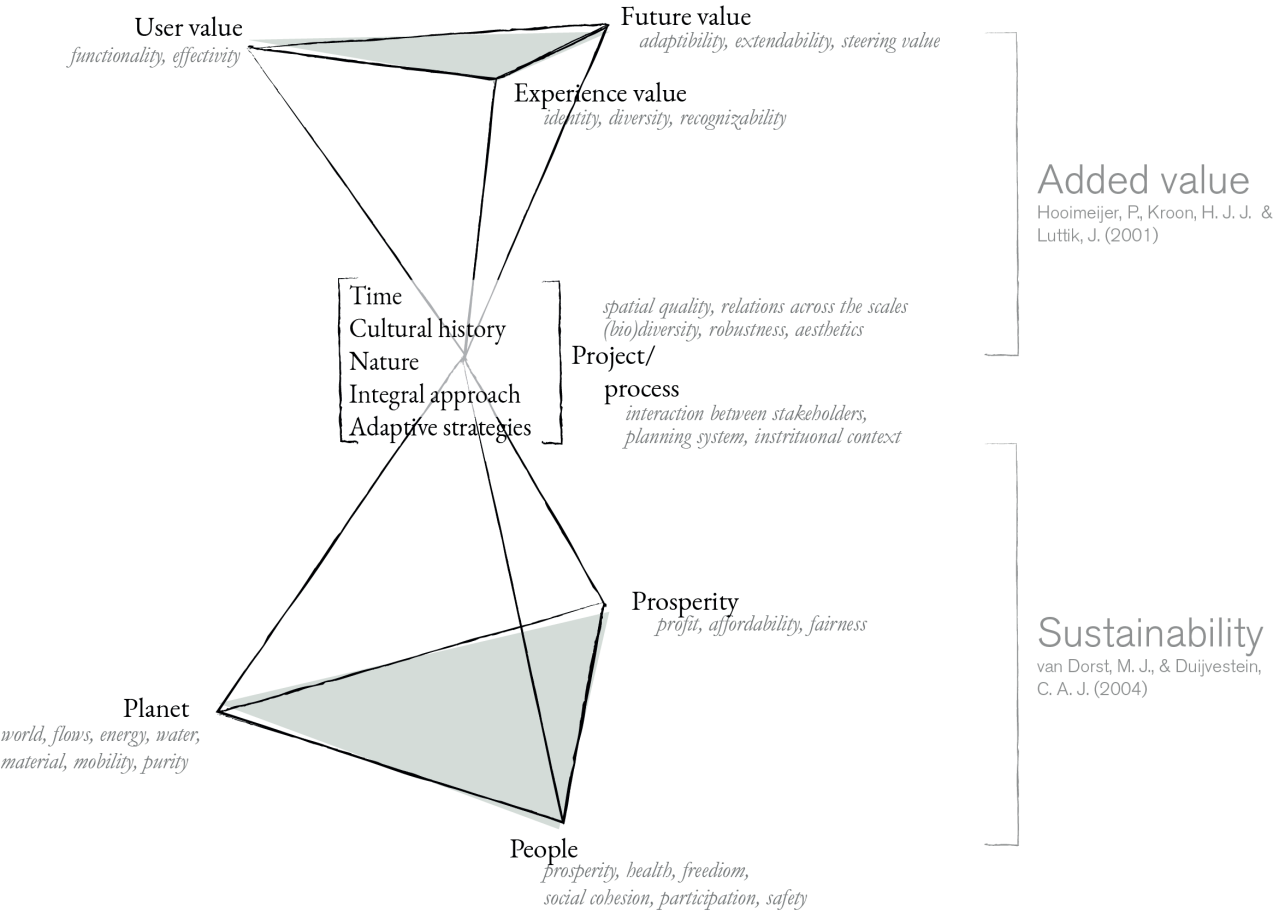 User value
functionality, effectivity
Future value
adaptibility, extendability, steering value
Experience value
identity, diversity, recognizability
Added value
Hooimeijer, P., Kroon, H. J. J. &
Luttik, J. (2001)
Time
Cultural history
Nature
Integral approach
Adaptive strategies
spatial quality, relations across the scales
(bio)diversity, robustness, aesthetics
Project/
process
interaction between stakeholders,
planning system, instrituonal context
Prosperity
profit, affordability, fairness
Sustainability
van Dorst, M. J., & Duijvestein,
C. A. J. (2004)
Planet
world, flows, energy, water,
material, mobility, purity
People
prosperity, health, freediom,
social cohesion, participation, safety